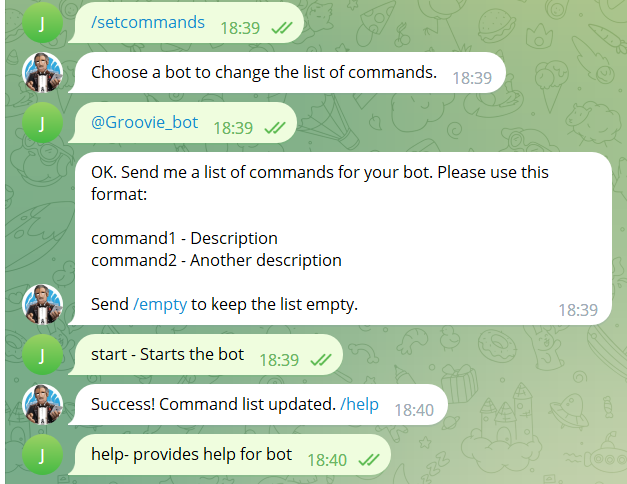 J
/setcommands 18:39
Choose a bot to change the list of commands. 18:39
J
@Groovie_bot 18:39
OK. Send me a list of commands for your bot. Please use this
format:
command1 - Description
command2 - Another description
Send /empty to keep the list empty. 18:39
J
start - Starts the bot 18:39
Success! Command list updated. /help 18:40
J
help- provides help for bot 18:40